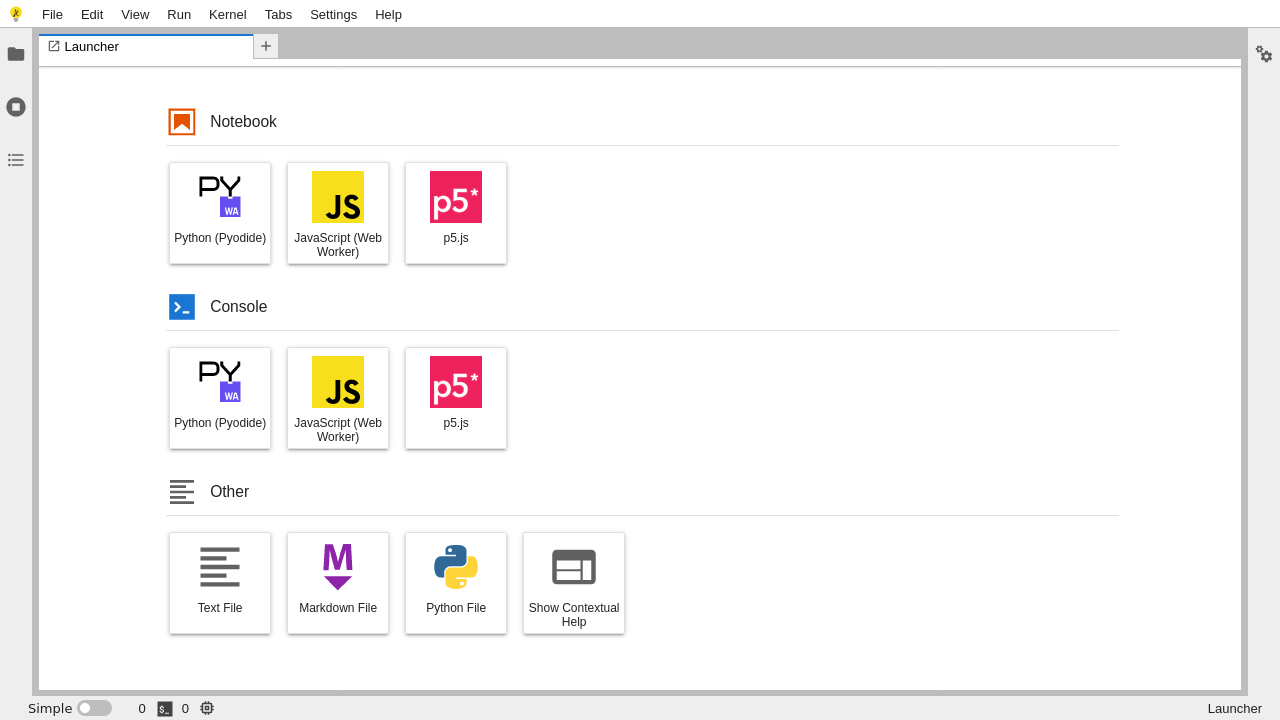 File Edit View Run Kernel Tabs Settings Help
Launcher
Notebook
PY WA
JS
p5*
Python (Pyodide)
JavaScript (Web
Worker)
p5.js
Console
PY WA
JS
p5*
Python (Pyodide)
JavaScript (Web
Worker)
p5.js
Other
Text File
M
Markdown File
Python File
Show Contextual
Help
Simple 0 $_ 0 Launcher